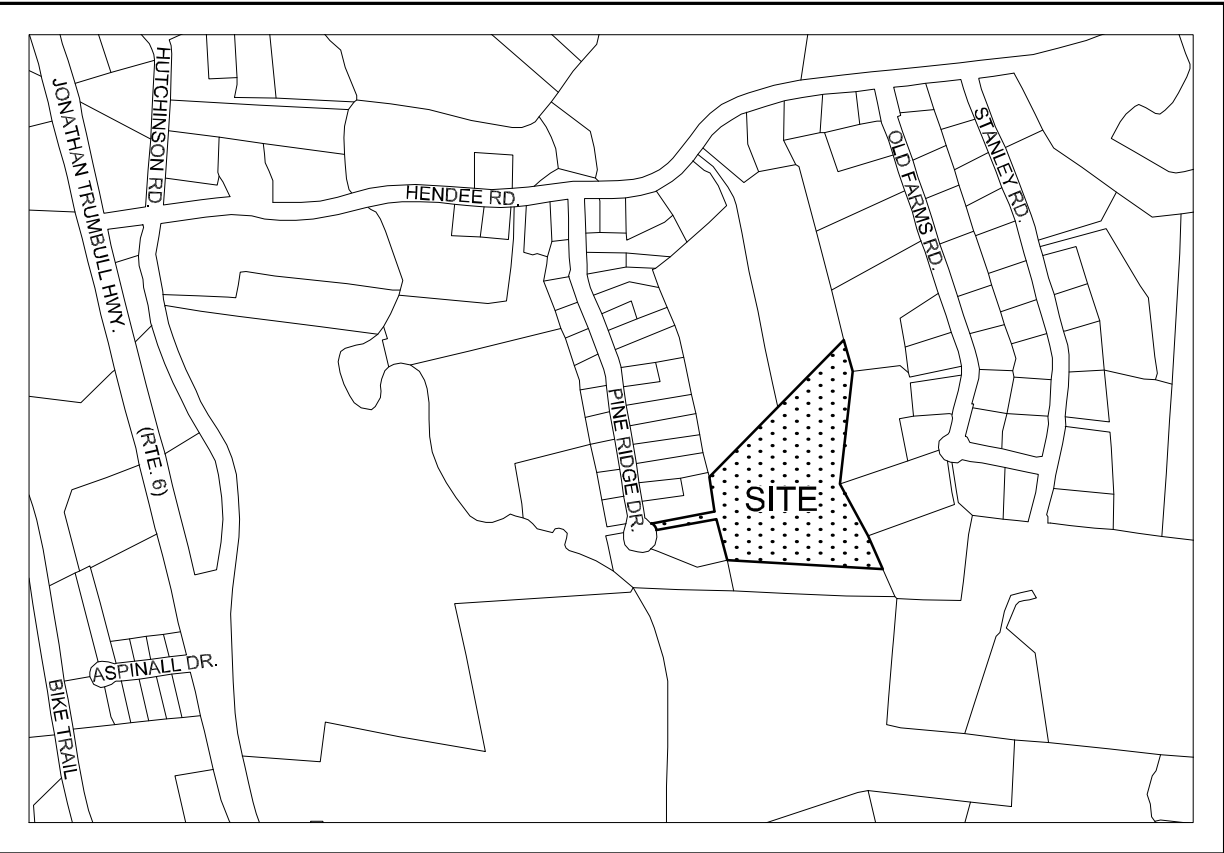 JONATHAN TRUMBULL HWY.
HUTCHINSON RD.
HENDEE RD.
OLD FARMS RD.
STANLEY RD.
(RTE. 6)
PINE RIDGE DR.
SITE
ASPINALL DR.
BIKE TRAIL